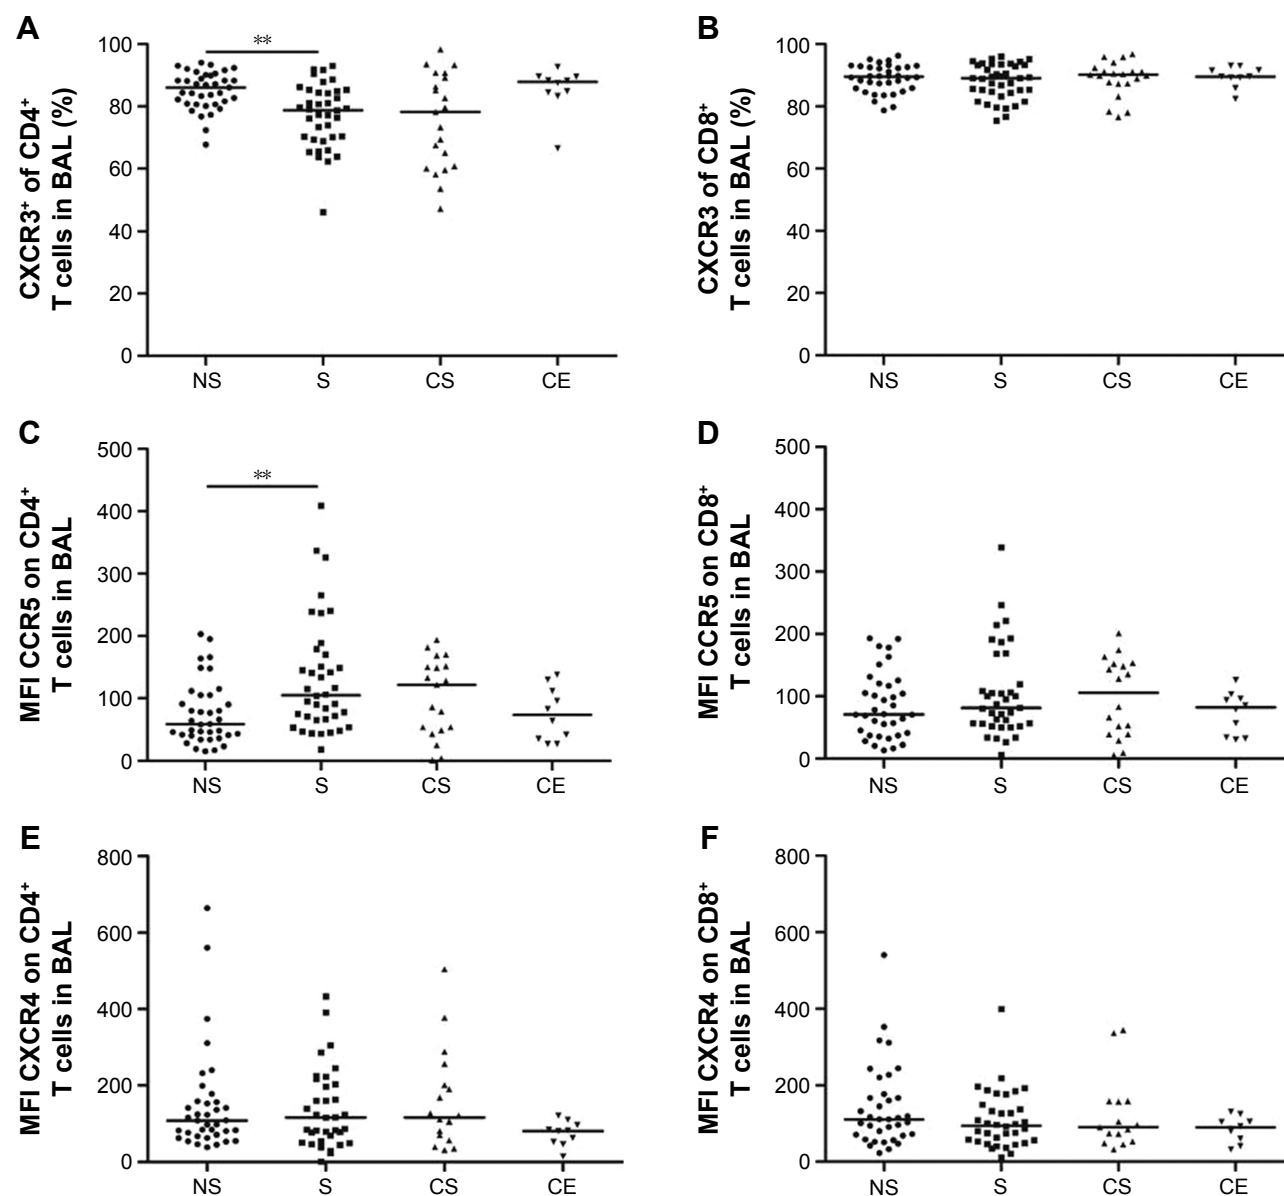 A
CXCR3⁺ of CD4⁺
T cells in BAL (%)
100
80
60
40
20
0
**
NS S CS CE
B
CXCR3 of CD8⁺
T cells in BAL (%)
100
80
60
40
20
0
NS S CS CE
C
MFI CCR5 on CD4⁺
T cells in BAL
500
400
300
200
100
0
**
NS S CS CE
D
MFI CCR5 on CD8⁺
T cells in BAL
500
400
300
200
100
0
NS S CS CE
E
MFI CXCR4 on CD4⁺
T cells in BAL
800
600
400
200
0
NS S CS CE
F
MFI CXCR4 on CD8⁺
T cells in BAL
800
600
400
200
0
NS S CS CE